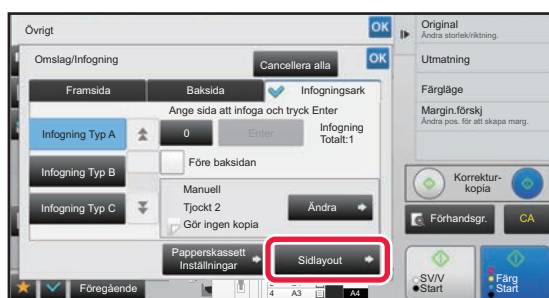 Övrigt
OK
Omslag/Infogning
Cancellera alla
OK
Framsida
Baksida
Infogningsark
Ange sida att infoga och tryck Enter
Infogning Typ A
0
Enter
Infogning
Totalt:1
Infogning Typ B
Före baksidan
Infogning Typ C
Manuell
Tjockt 2
Gör ingen kopia
Ändra
Papperskassett
Inställningar
Sidlayout
Föregående
4 A3
A4
Original
Ändra storlek/riktning.
Utmatning
Färgläge
Margin.förskj
Ändra pos. för att skapa marg.
Korrektur-
kopia
Förhandsgr.
CA
SV/V
Start
Färg
Start